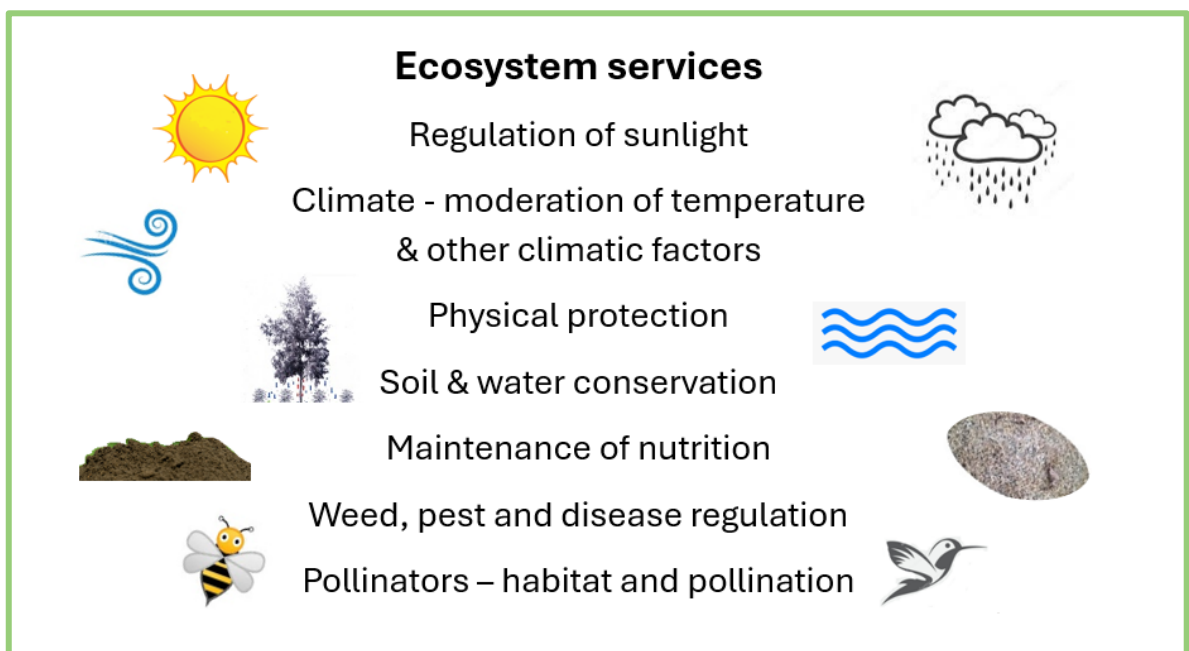 Ecosystem services
Regulation of sunlight
Climate - moderation of temperature
& other climatic factors
Physical protection
Soil & water conservation
Maintenance of nutrition
Weed, pest and disease regulation
Pollinators – habitat and pollination